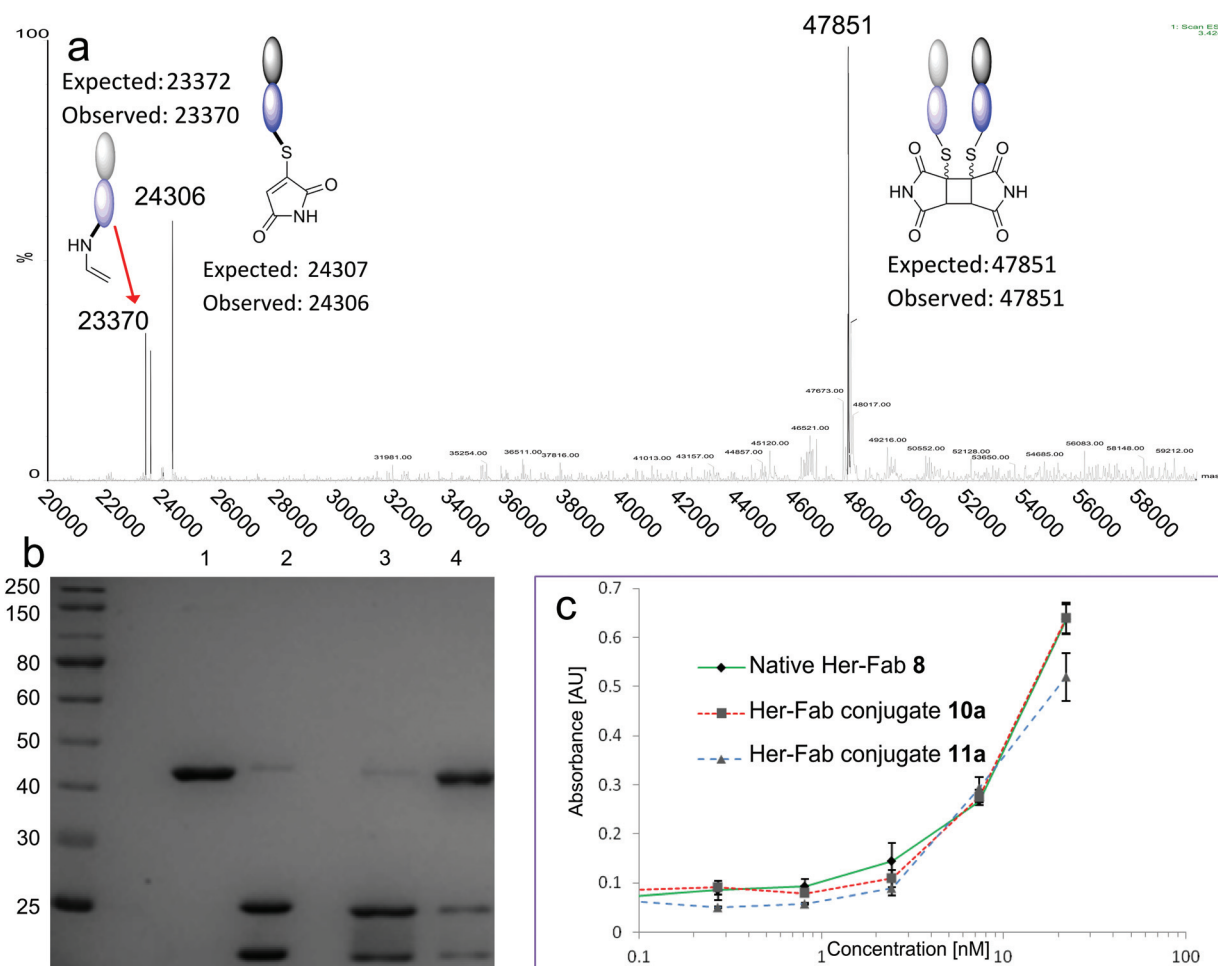 a
100
%
0
1: Scan ES
3.42
Expected: 23372
Observed: 23370
HN
23370
24306
S
O
NH
O
Expected: 24307
Observed: 24306
47851
S S
O O
HN NH
O O
Expected: 47851
Observed: 47851
31981.00
35254.00
36511.00
37816.00
41013.00
43157.00
44857.00
45120.00
46521.00
47673.00
48017.00
49216.00
50552.00
52128.00
53650.00
54685.00
56083.00
58148.00
59212.00
mas
20000 22000 24000 26000 28000 30000 32000 34000 36000 38000 40000 42000 44000 46000 48000 50000 52000 54000 56000 58000
b
1 2 3 4
250
150
80
60
50
40
30
25
c
Absorbance [AU]
0.7
0.6
0.5
0.4
0.3
0.2
0.1
0
Native Her-Fab 8
Her-Fab conjugate 10a
Her-Fab conjugate 11a
0.1 1 10 100
Concentration [nM]